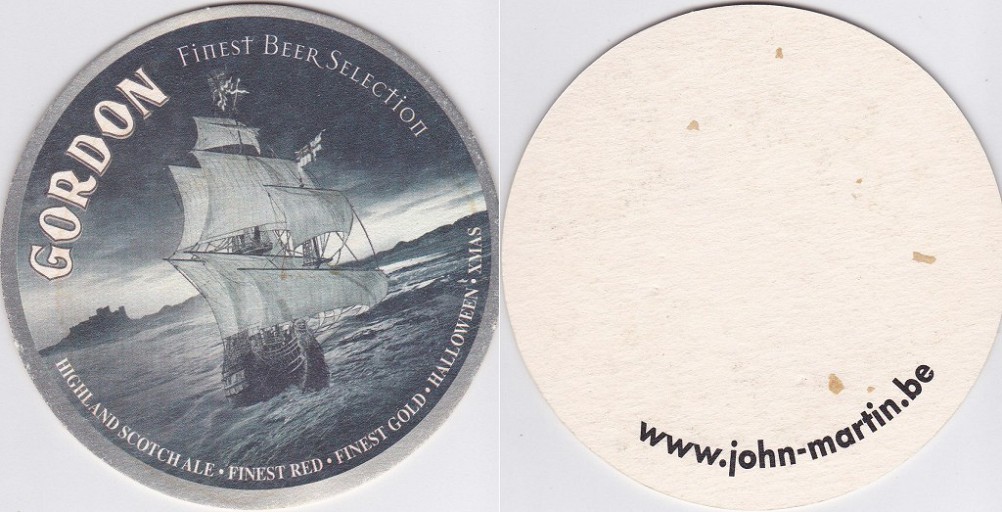 GORDON
Finest Beer Selection
HIGHLAND SCOTCH ALE • FINEST RED • FINEST GOLD • HALLOWEEN • XMAS
www.john-martin.be